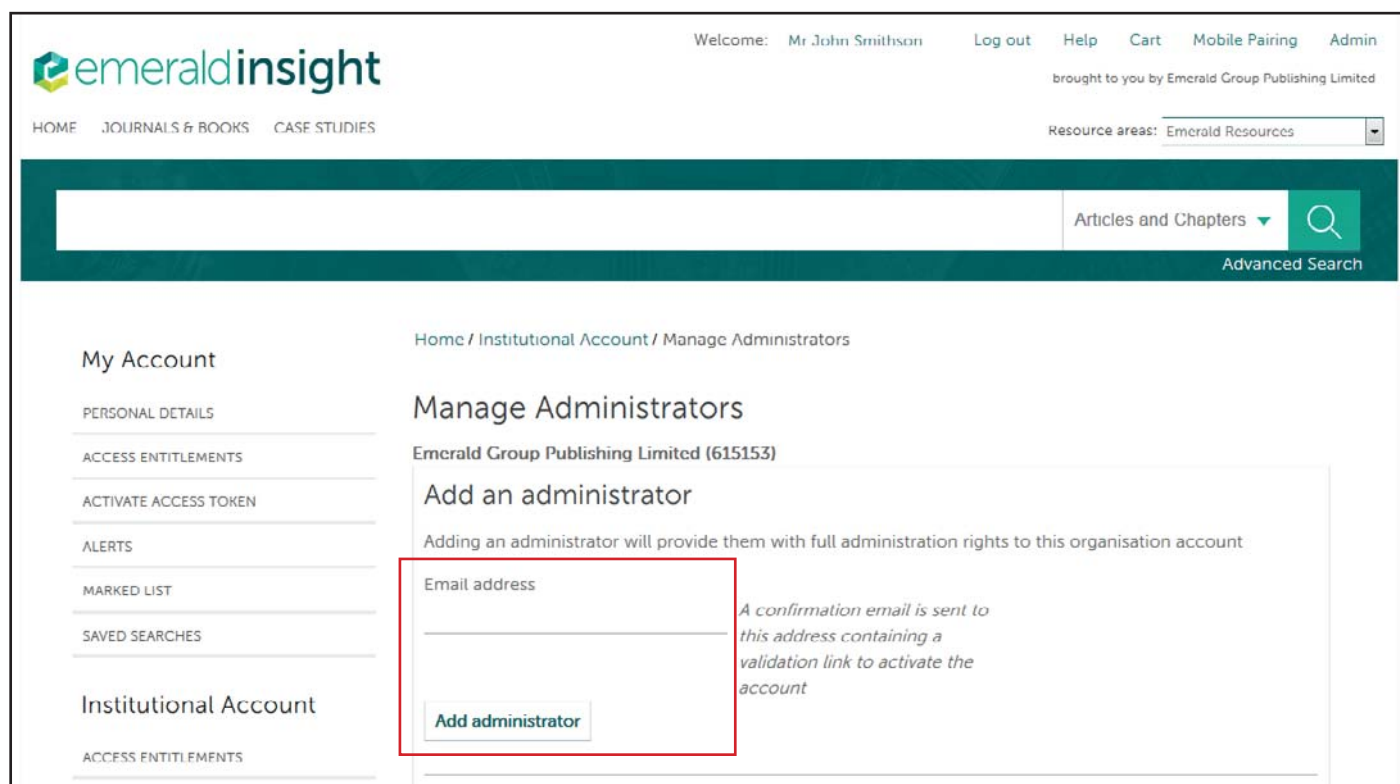 Welcome: Mr John Smithson Log out Help Cart Mobile Pairing Admin
emeraldinsight
brought to you by Emerald Group Publishing Limited
HOME JOURNALS & BOOKS CASE STUDIES
Resource areas: Emerald Resources
Articles and Chapters
Advanced Search
Home / Institutional Account / Manage Administrators
My Account
PERSONAL DETAILS
ACCESS ENTITLEMENTS
ACTIVATE ACCESS TOKEN
ALERTS
MARKED LIST
SAVED SEARCHES
Institutional Account
ACCESS ENTITLEMENTS
Manage Administrators
Emerald Group Publishing Limited (615153)
Add an administrator
Adding an administrator will provide them with full administration rights to this organisation account
Email address
A confirmation email is sent to
this address containing a
validation link to activate the
account
Add administrator